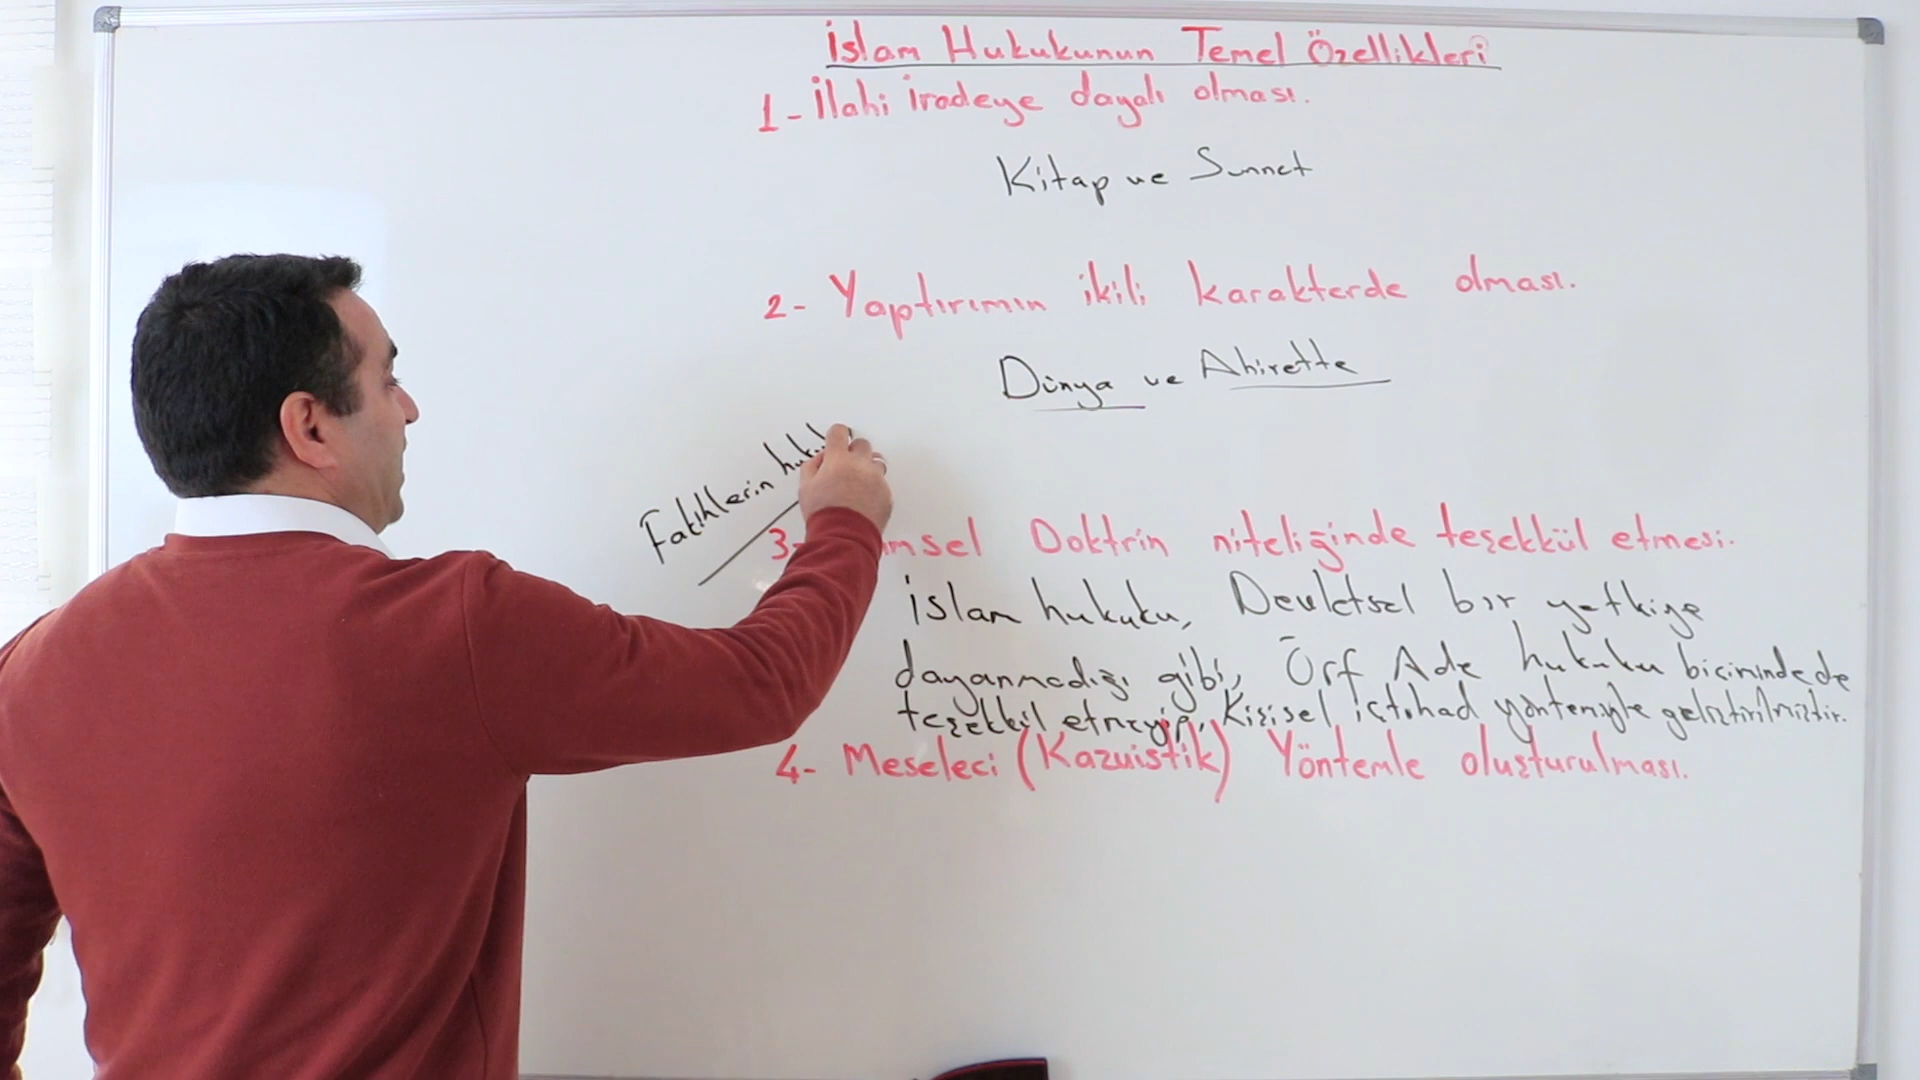 İslam Hukukunun Temel Özellikleri
1- İlahi iradeye dayalı olması.
Kitap ve Sunnet
2- Yaptırımın ikili karakterde olması.
Dünya ve Ahirette
Fakihlerin
3- Doktrin niteliğinde teşekkül etmesi.
İslam hukuku, Devletsel bir yetkiye
dayanmadığı gibi, Örf Ade hukuku biçiminde de
teşekkül etmeyip, Kişisel içtihad yöntemiyle geliştirilmiştir.
4- Meseleci (Kazuistik) Yöntemle oluşturulması.